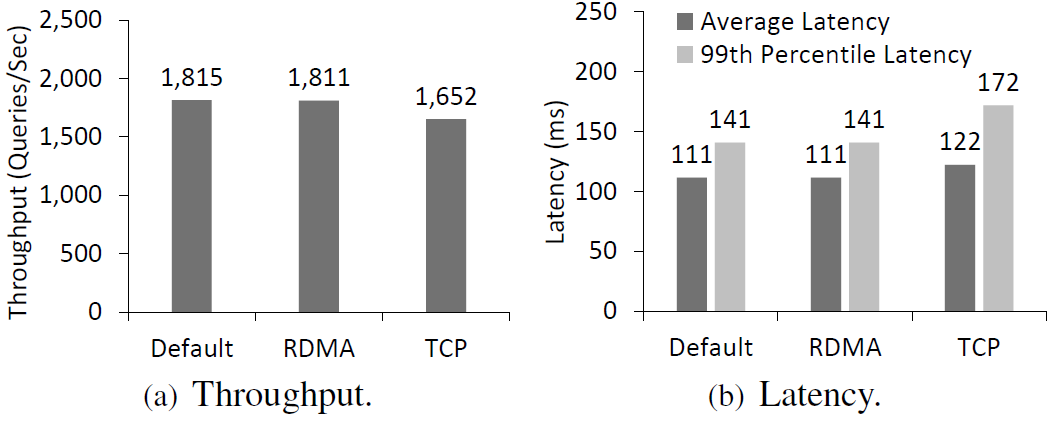 Throughput (Queries/Sec)
2,500
2,000
1,500
1,000
500
0
1,815
1,811
1,652
Default
RDMA
TCP
(a) Throughput.
Latency (ms)
250
200
150
100
50
0
Average Latency
99th Percentile Latency
111
141
111
141
122
172
Default
RDMA
TCP
(b) Latency.